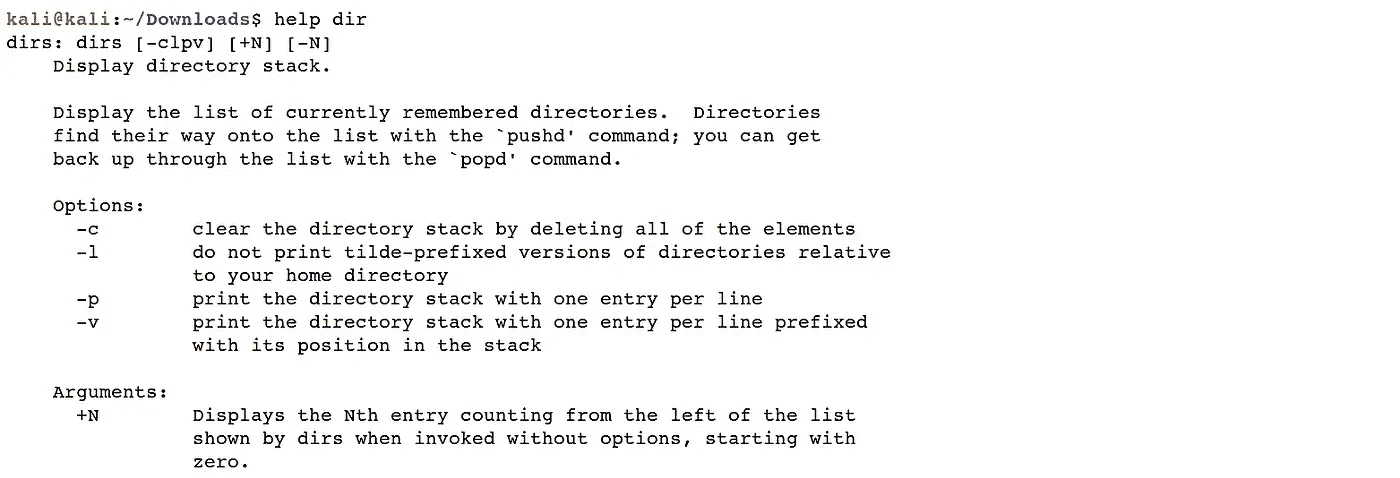 kali@kali:~/Downloads$ help dir
dirs: dirs [-clpv] [+N] [-N]
    Display directory stack.

    Display the list of currently remembered directories.  Directories
    find their way onto the list with the `pushd' command; you can get
    back up through the list with the `popd' command.

    Options:
      -c        clear the directory stack by deleting all of the elements
      -l        do not print tilde-prefixed versions of directories relative
                to your home directory
      -p        print the directory stack with one entry per line
      -v        print the directory stack with one entry per line prefixed
                with its position in the stack

    Arguments:
      +N        Displays the Nth entry counting from the left of the list
                shown by dirs when invoked without options, starting with
                zero.